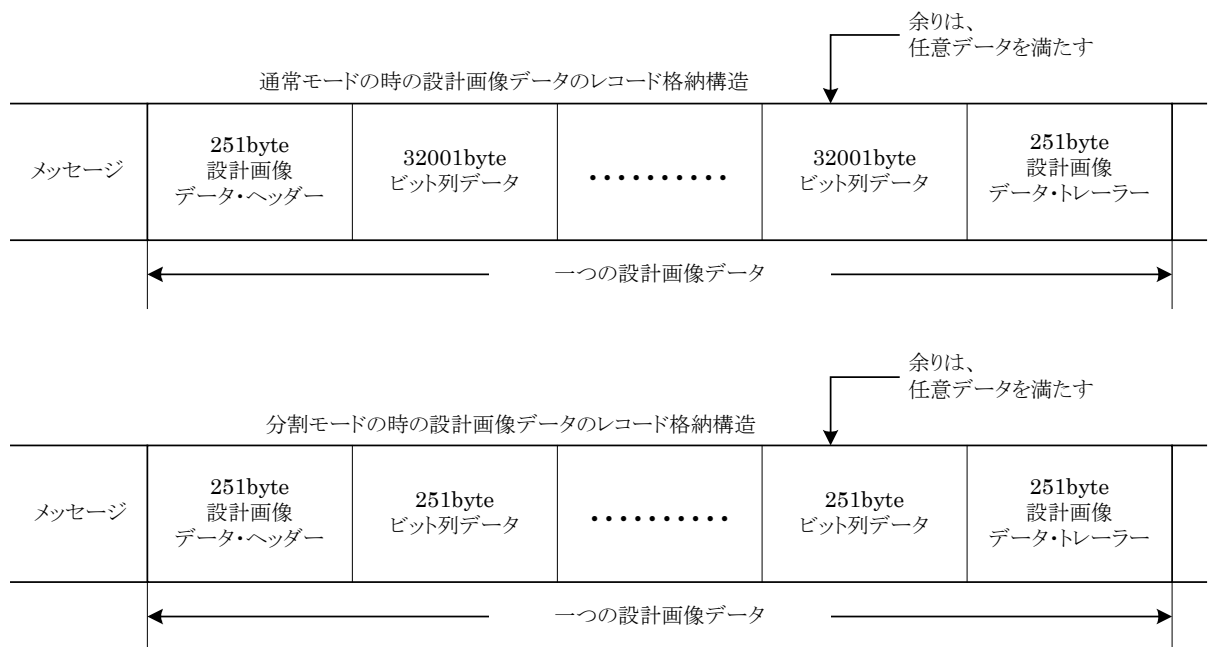 余りは、
任意データを満たす
通常モードの時の設計画像データのレコード格納構造
メッセージ
251byte
設計画像
データ・ヘッダー
32001byte
ビット列データ
••••••••••
32001byte
ビット列データ
251byte
設計画像
データ・トレーラー
一つの設計画像データ
余りは、
任意データを満たす
分割モードの時の設計画像データのレコード格納構造
メッセージ
251byte
設計画像
データ・ヘッダー
251byte
ビット列データ
••••••••••
251byte
ビット列データ
251byte
設計画像
データ・トレーラー
一つの設計画像データ